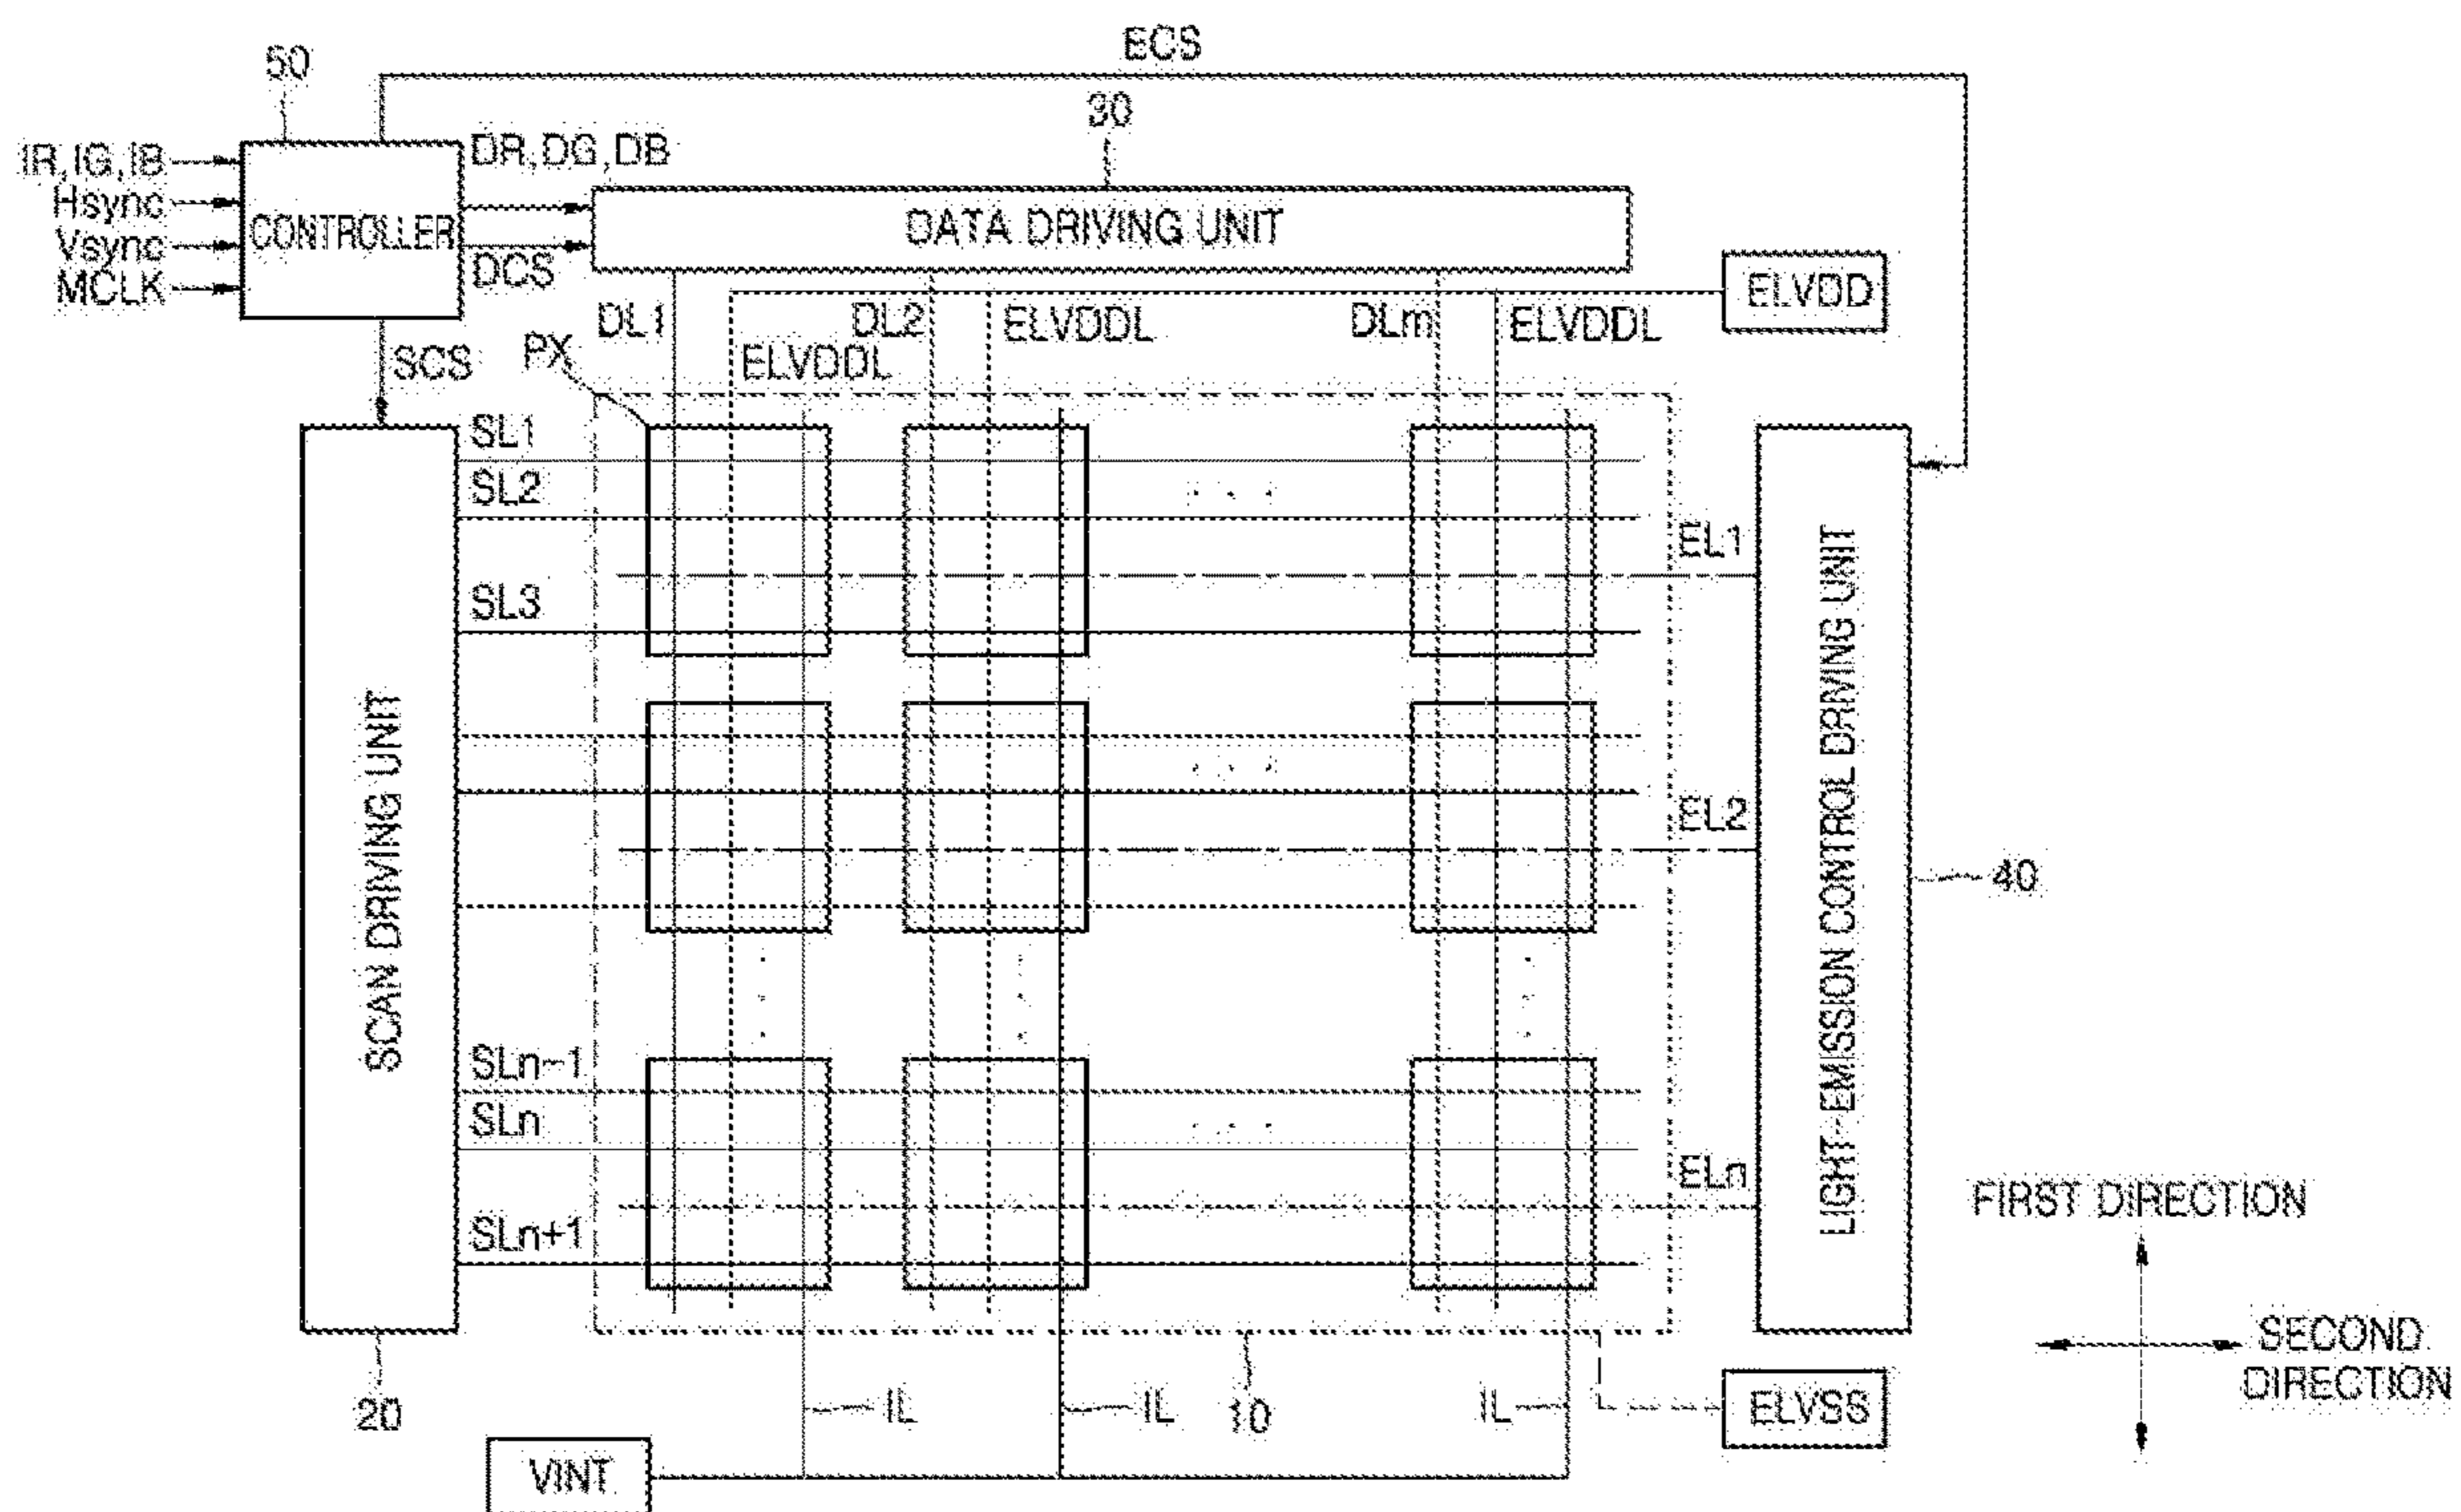 ECS
50
30
IR,IG,IB
DR,DG,DB
Hsync
CONTROLLER
DATA DRIVING UNIT
Vsync
DCS
MCLK
ELVDD
DL1
DL2
ELVDDL
DLm
ELVDDL
SCS
PX
ELVDDL
SL1
SL2
EL1
SL3
SCAN DRIVING UNIT
LIGHT-EMISSION CONTROL DRIVING UNIT
EL2
40
SLn-1
SLn
ELn
SLn+1
FIRST DIRECTION
SECOND
DIRECTION
20
IL
IL
10
IL
ELVSS
VINT